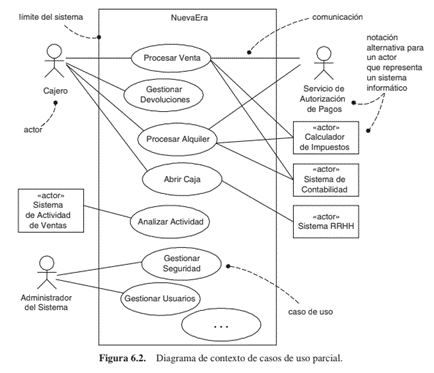 límite del sistema
NuevaEra
comunicación
Procesar Venta
notación
alternativa para
un actor
que representa
un sistema
informático
Cajero
Gestionar
Devoluciones
Servicio de
Autorización
de Pagos
actor
Procesar Alquiler
«actor»
Calculador
de Impuestos
Abrir Caja
«actor»
Sistema de
Contabilidad
«actor»
Sistema
de Actividad
de Ventas
Analizar Actividad
«actor»
Sistema RRHH
Gestionar
Seguridad
Administrador
del Sistema
Gestionar Usuarios
caso de uso
...
Figura 6.2. Diagrama de contexto de casos de uso parcial.